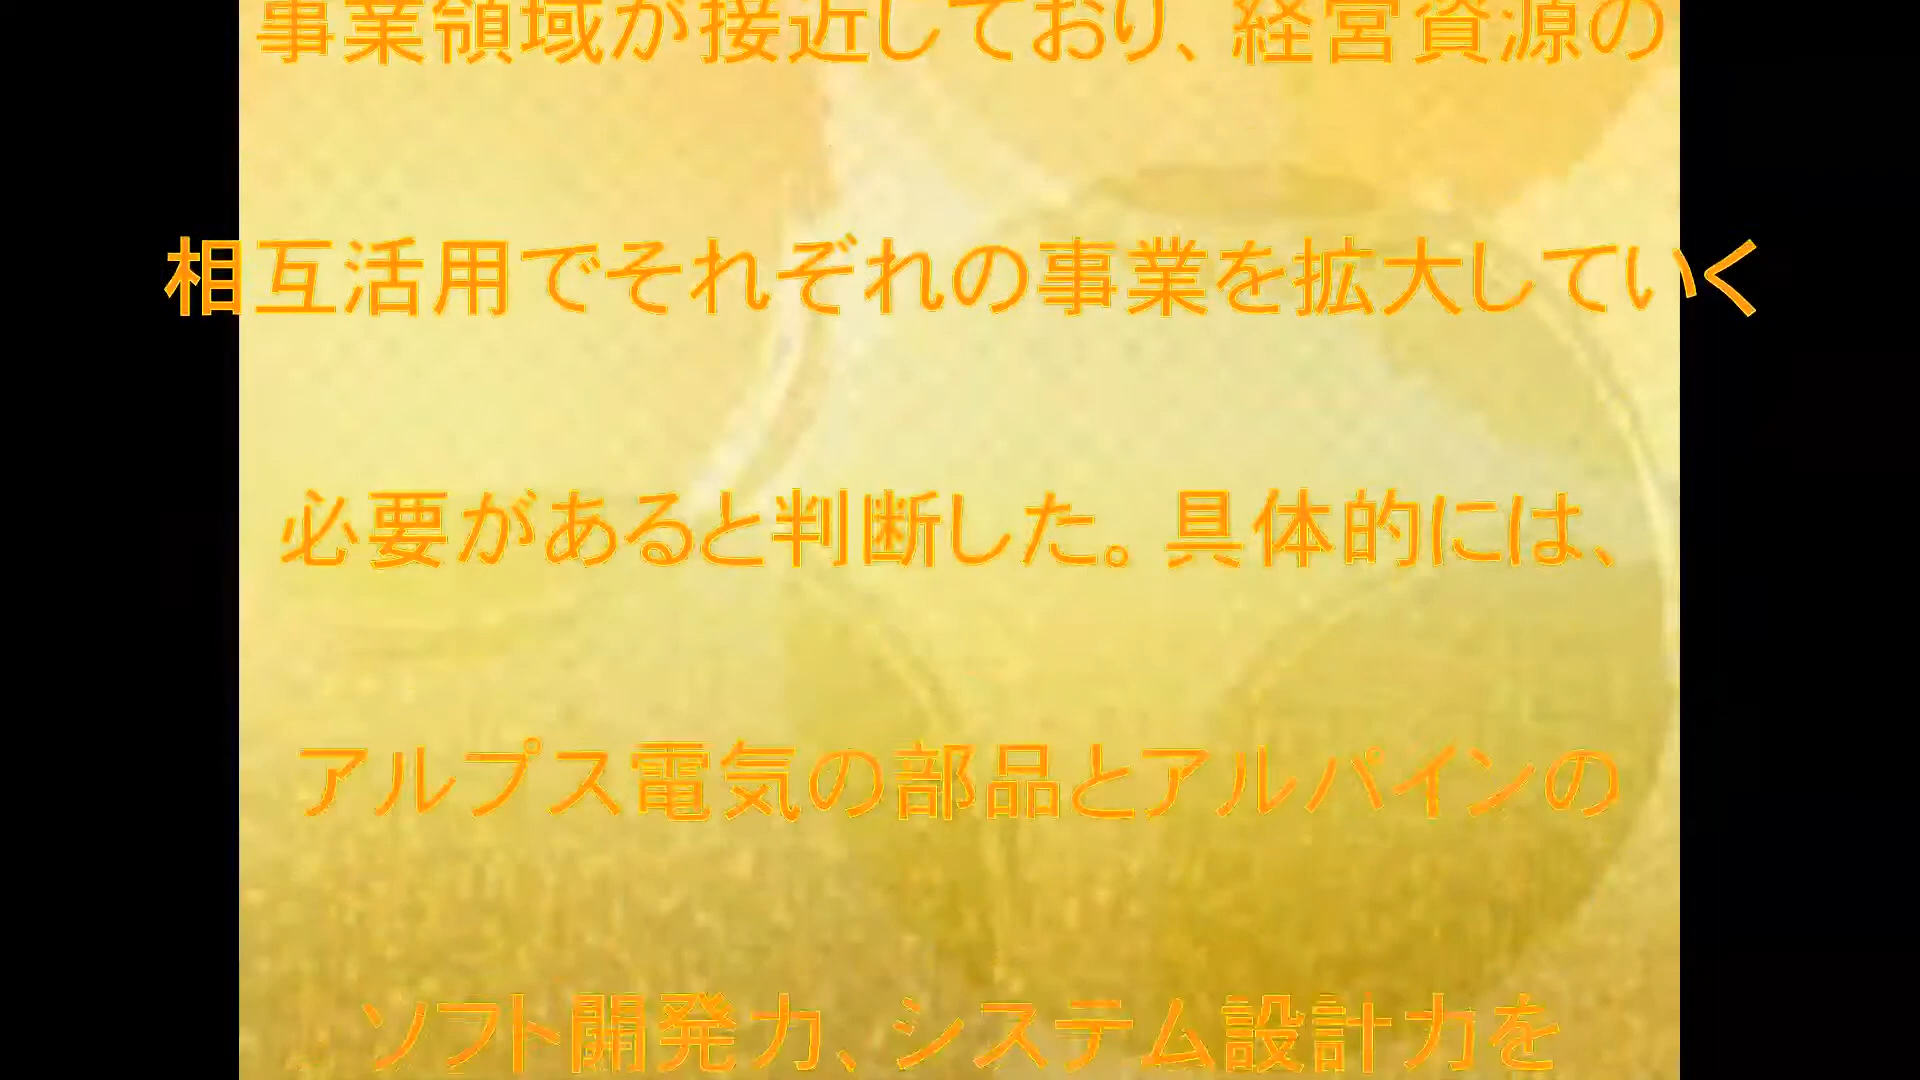 事業領域が接近しており、経営資源の
相互活用でそれぞれの事業を拡大していく
必要があると判断した。具体的には、
アルプス電気の部品とアルパインの
ソフト開発力、システム設計力を